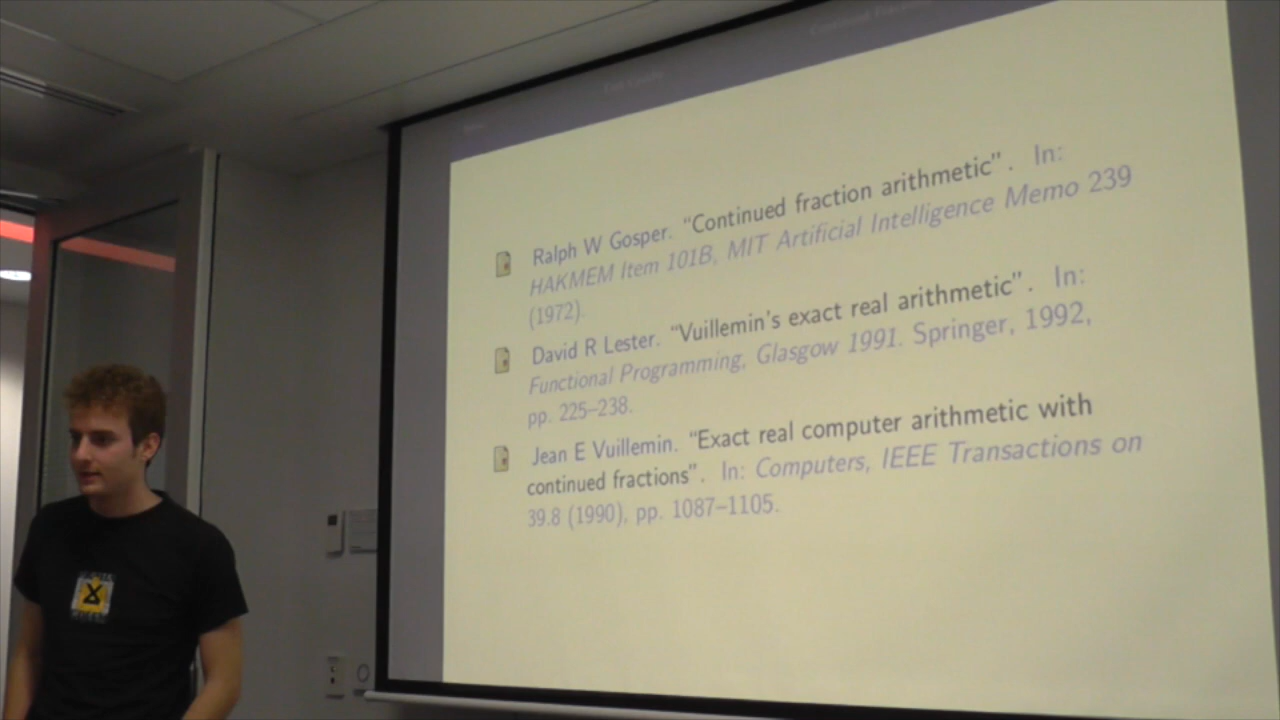 Ralph W Gosper. “Continued fraction arithmetic”. In:
HAKMEM Item 101B, MIT Artificial Intelligence Memo 239
(1972).
David R Lester. “Vuillemin's exact real arithmetic”. In:
Functional Programming, Glasgow 1991. Springer, 1992,
pp. 225–238.
Jean E Vuillemin. “Exact real computer arithmetic with
continued fractions”. In: Computers, IEEE Transactions on
39.8 (1990), pp. 1087–1105.